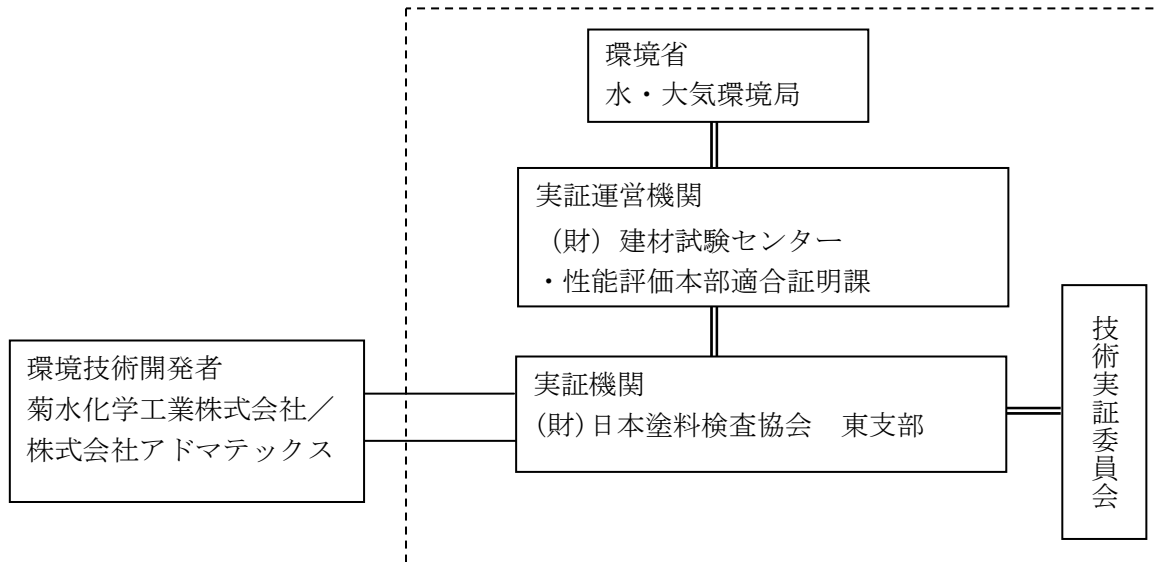 環境省
水・大気環境局
実証運営機関
（財）建材試験センター
・性能評価本部適合証明課
環境技術開発者
菊水化学工業株式会社／
株式会社アドマテックス
実証機関
(財)日本塗料検査協会　東支部
技術実証委員会